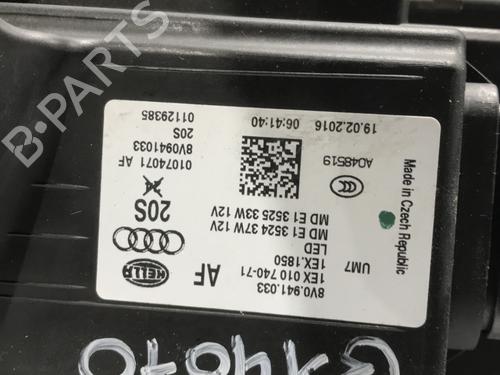 8V0.941.033
1EX 010 740-71
1EX.1850
LED
MD E1 3524 37W 12V
MD E1 3525 33W 12V
AF
HELLA
20S
UM7
Made in Czech Republic
A048519
19.02.2016 06:41:40
01074071 AF
8V0941033
20S
01129385
B-PARTS